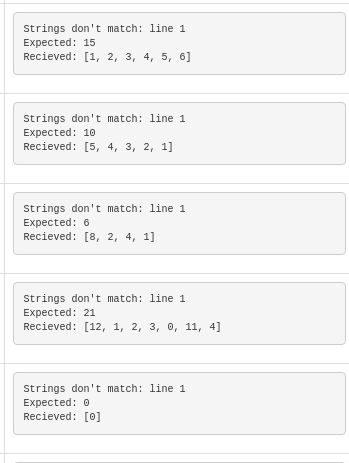 Strings don't match: line 1
Expected: 15
Recieved: [1, 2, 3, 4, 5, 6]
Strings don't match: line 1
Expected: 10
Recieved: [5, 4, 3, 2, 1]
Strings don't match: line 1
Expected: 6
Recieved: [8, 2, 4, 1]
Strings don't match: line 1
Expected: 21
Recieved: [12, 1, 2, 3, 0, 11, 4]
Strings don't match: line 1
Expected: 0
Recieved: [0]